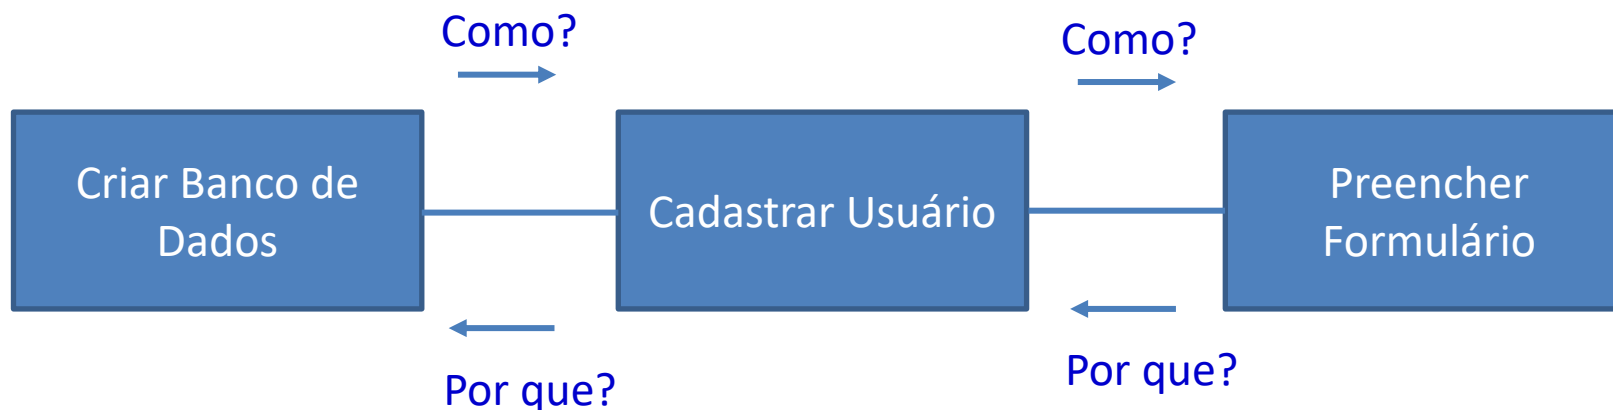 Como?
Como?
Criar Banco de
Dados
Cadastrar Usuário
Preencher
Formulário
Por que?
Por que?